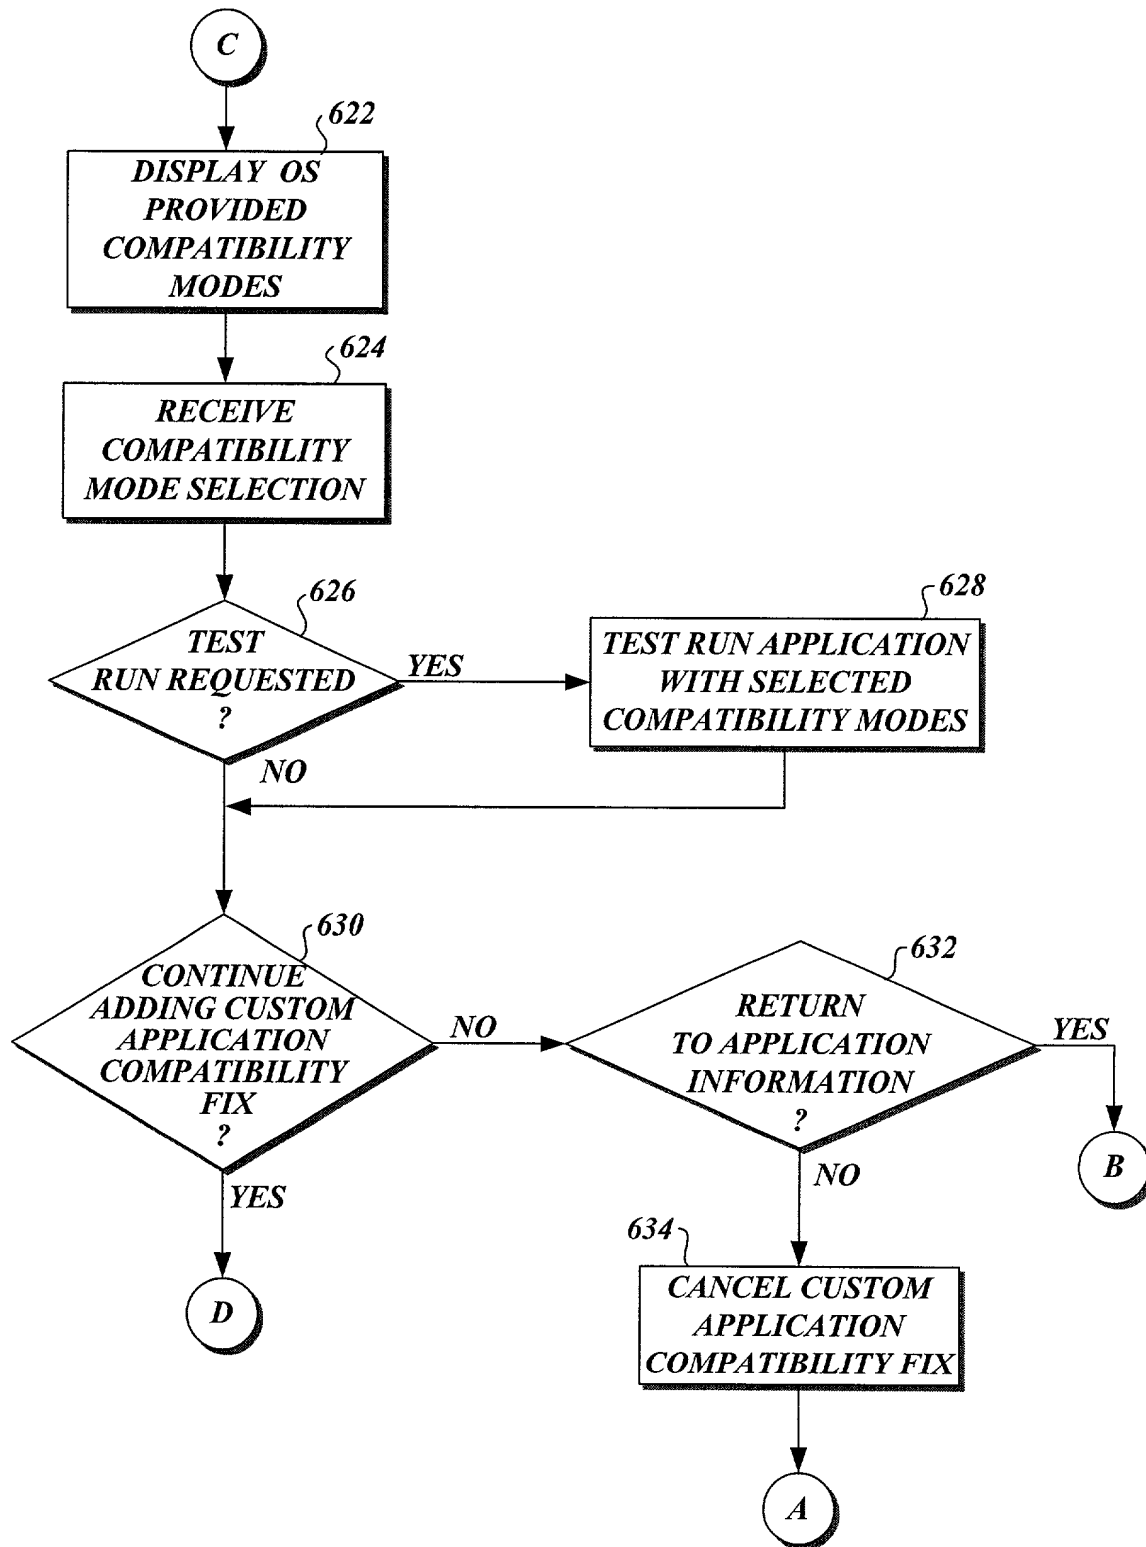 C
622
DISPLAY OS
PROVIDED
COMPATIBILITY
MODES
624
RECEIVE
COMPATIBILITY
MODE SELECTION
626
TEST
RUN REQUESTED
?
YES
628
TEST RUN APPLICATION
WITH SELECTED
COMPATIBILITY MODES
NO
630
CONTINUE
ADDING CUSTOM
APPLICATION
COMPATIBILITY
FIX
?
NO
632
RETURN
TO APPLICATION
INFORMATION
?
YES
B
YES
D
NO
634
CANCEL CUSTOM
APPLICATION
COMPATIBILITY FIX
A